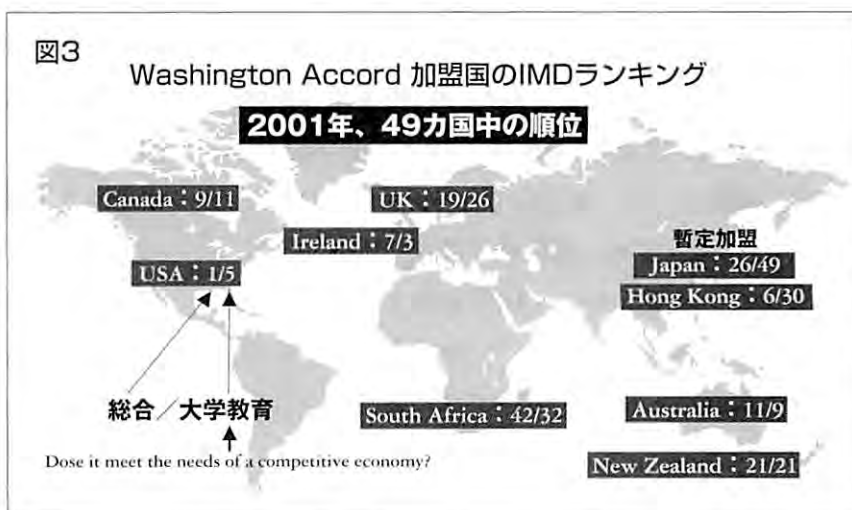 図3
Washington Accord 加盟国のIMDランキング
2001年、49カ国中の順位
Canada：9/11
UK：19/26
Ireland：7/3
USA：1/5
暫定加盟
Japan：26/49
Hong Kong：6/30
総合／大学教育
South Africa：42/32
Australia：11/9
Dose it meet the needs of a competitive economy?
New Zealand：21/21